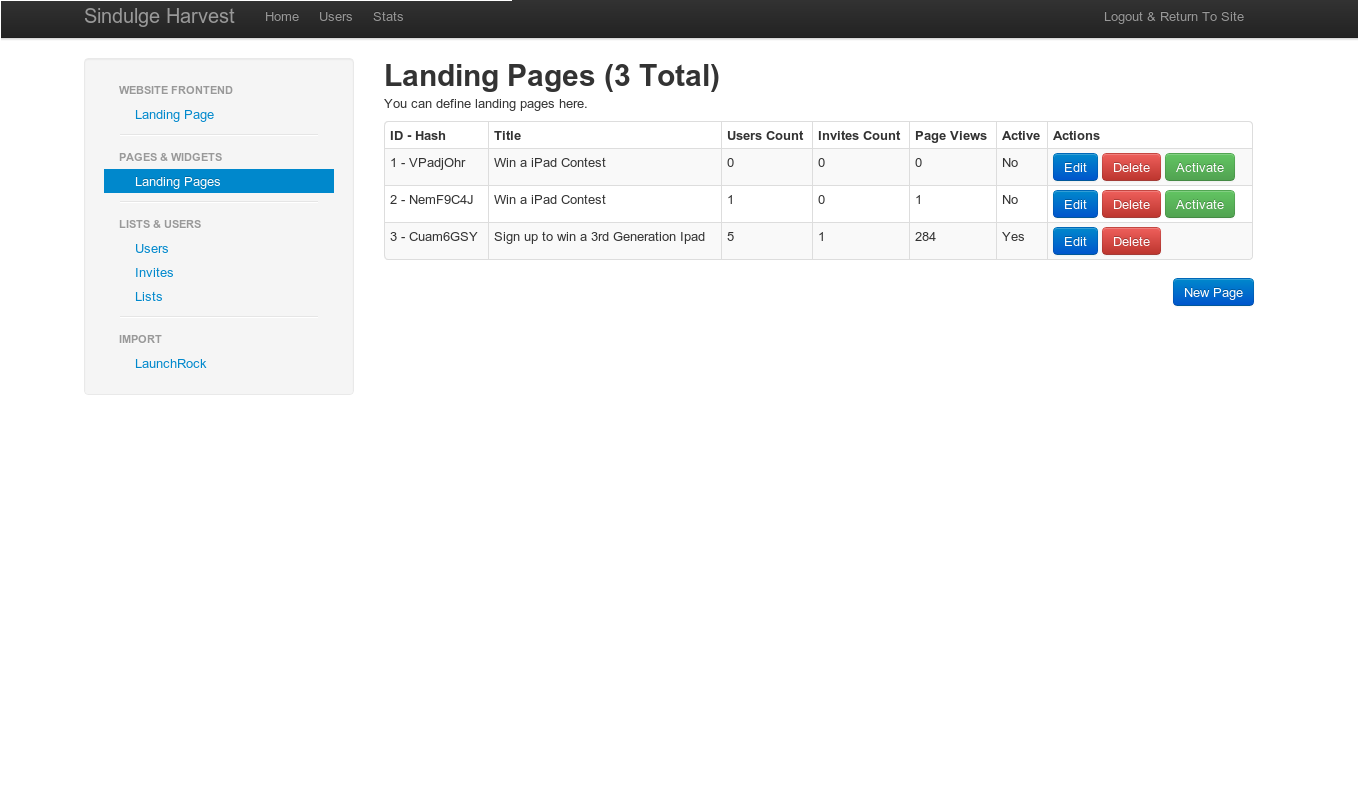 Sindulge Harvest Home Users Stats Logout & Return To Site
WEBSITE FRONTEND
Landing Page
PAGES & WIDGETS
Landing Pages
LISTS & USERS
Users
Invites
Lists
IMPORT
LaunchRock
Landing Pages (3 Total)
You can define landing pages here.
ID - Hash Title Users Count Invites Count Page Views Active Actions
1 - VPadjOhr Win a iPad Contest 0 0 0 No Edit Delete Activate
2 - NemF9C4J Win a iPad Contest 1 0 1 No Edit Delete Activate
3 - Cuam6GSY Sign up to win a 3rd Generation Ipad 5 1 284 Yes Edit Delete
New Page